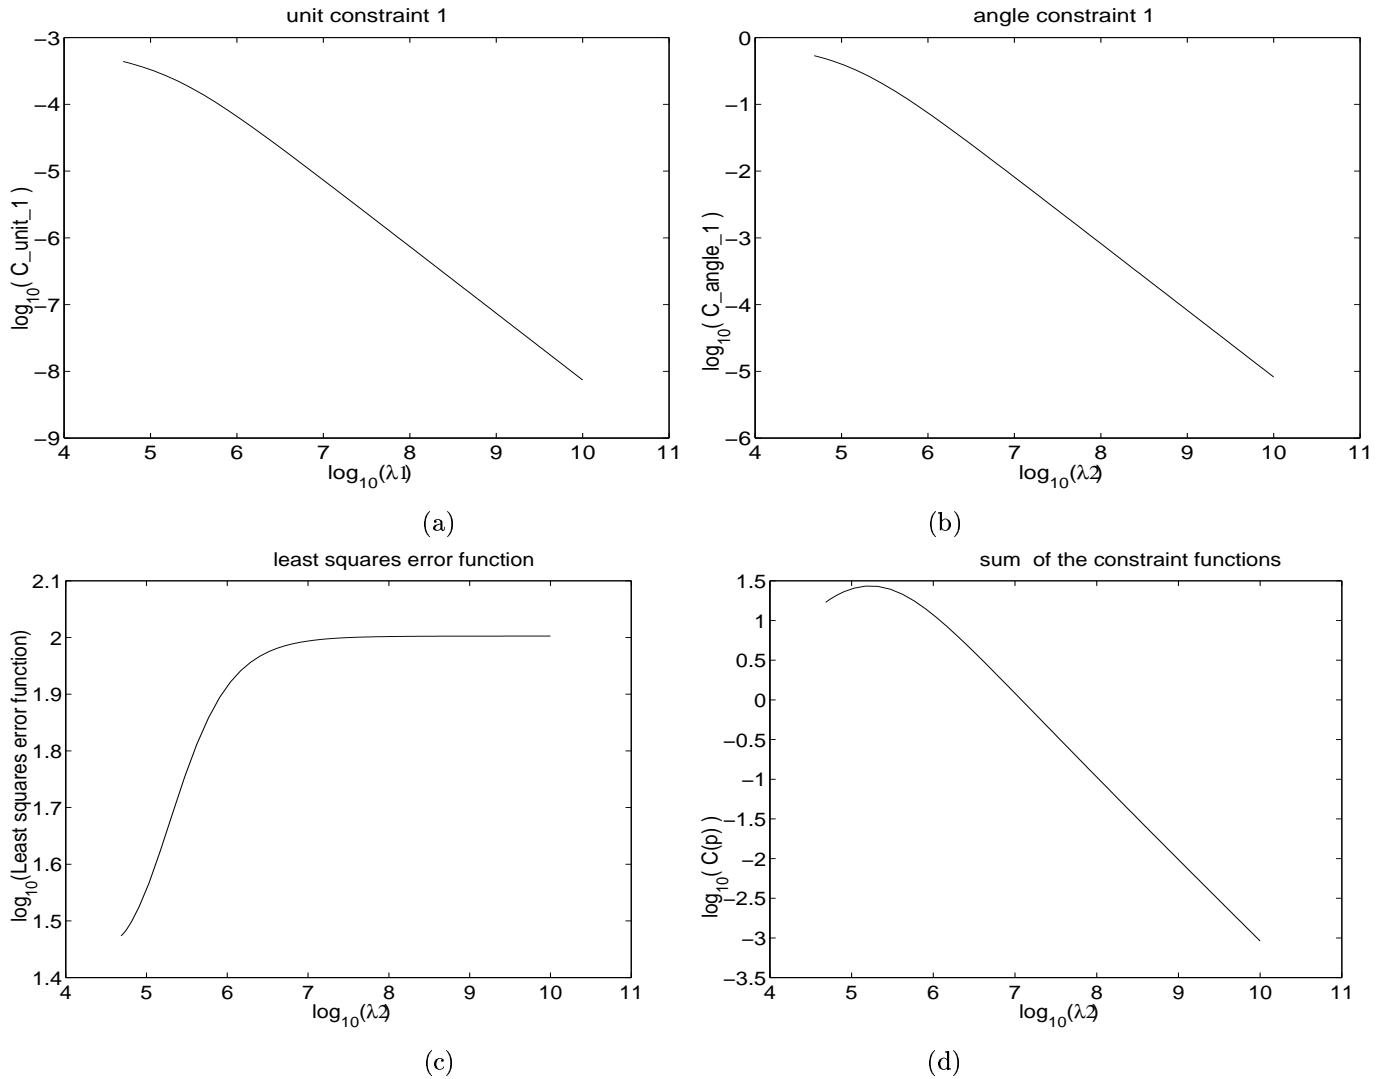 unit constraint 1
−3
−4
−5
−6
−7
−8
−9
4 5 6 7 8 9 10 11
log10( C_unit_1 )
log10(λ1)
(a)
angle constraint 1
0
−1
−2
−3
−4
−5
−6
4 5 6 7 8 9 10 11
log10( C_angle_1 )
log10(λ2)
(b)
least squares error function
2.1
2
1.9
1.8
1.7
1.6
1.5
1.4
4 5 6 7 8 9 10 11
log10(Least squares error function)
log10(λ2)
(c)
sum of the constraint functions
1.5
1
0.5
0
−0.5
−1
−1.5
−2
−2.5
−3
−3.5
4 5 6 7 8 9 10 11
log10( C(p) )
log10(λ2)
(d)